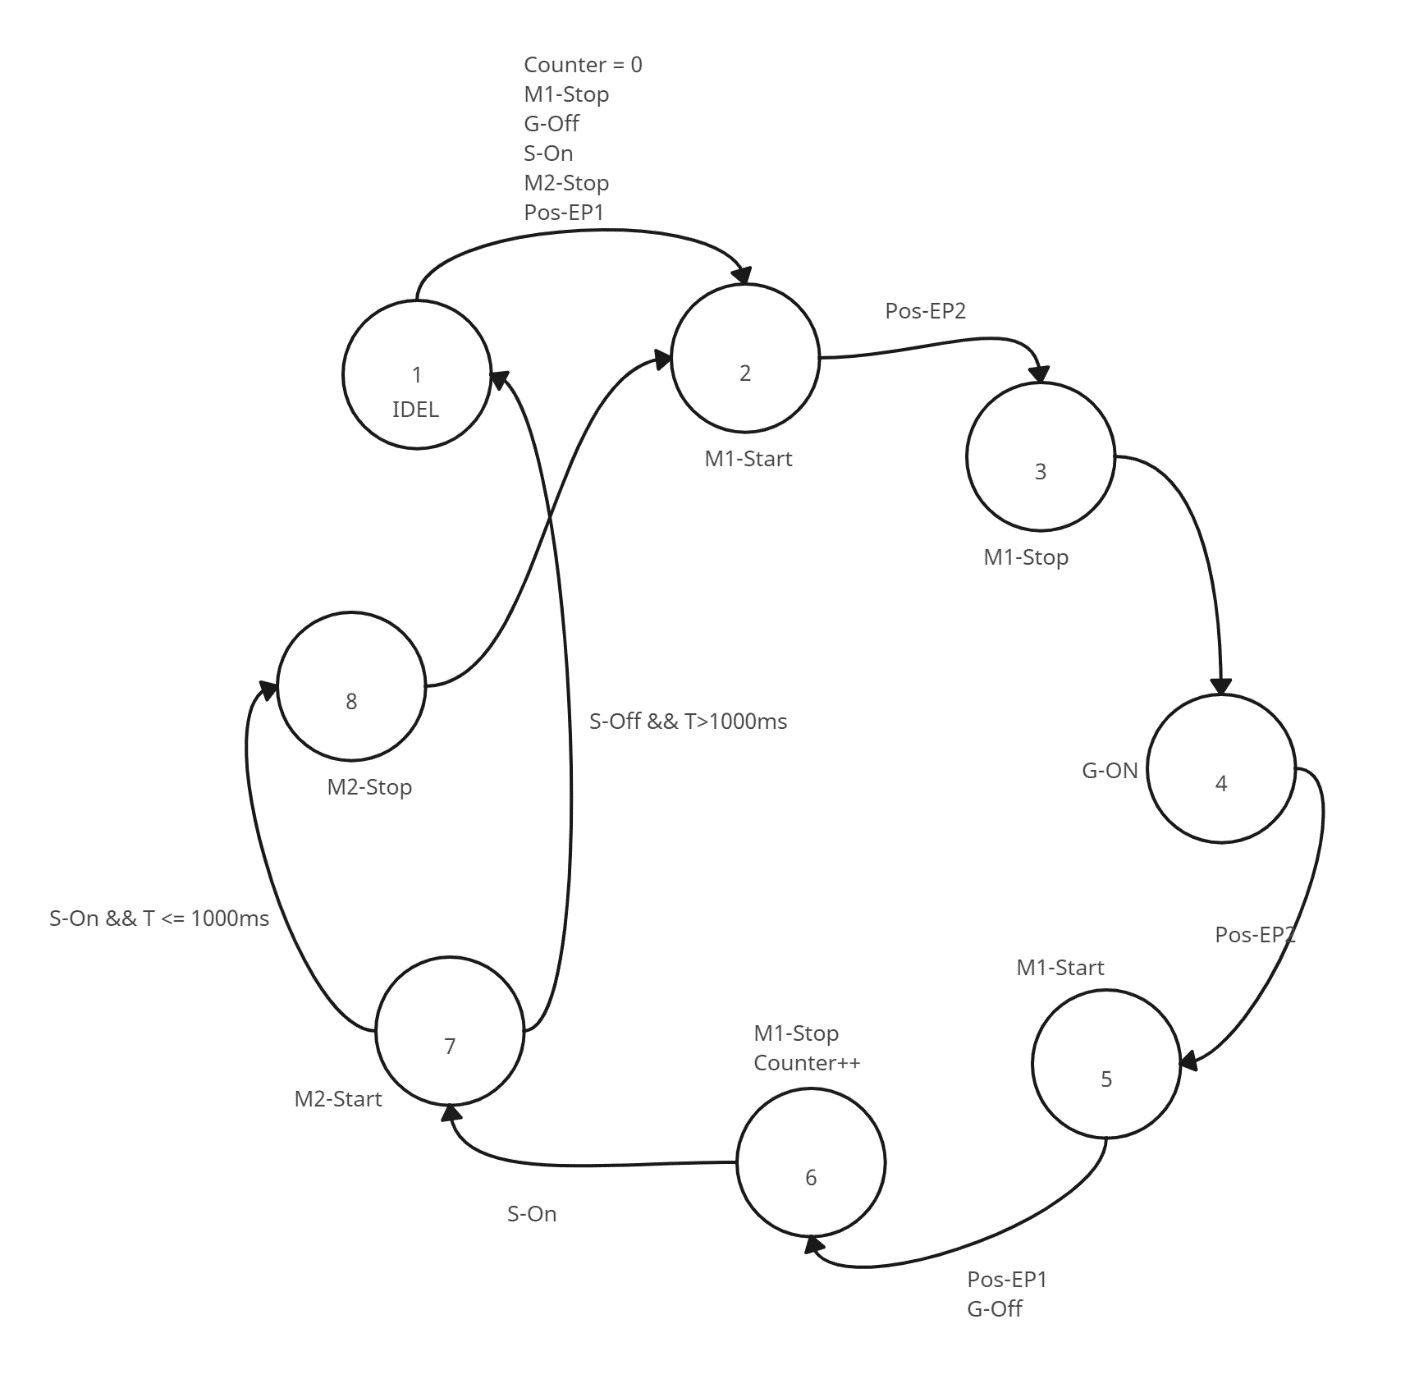 Counter = 0
M1-Stop
G-Off
S-On
M2-Stop
Pos-EP1
1
IDEL
2
M1-Start
Pos-EP2
3
M1-Stop
4
G-ON
Pos-EP2
5
M1-Start
Pos-EP1
G-Off
M1-Stop
Counter++
6
S-On
7
M2-Start
S-On && T <= 1000ms
S-Off && T>1000ms
8
M2-Stop